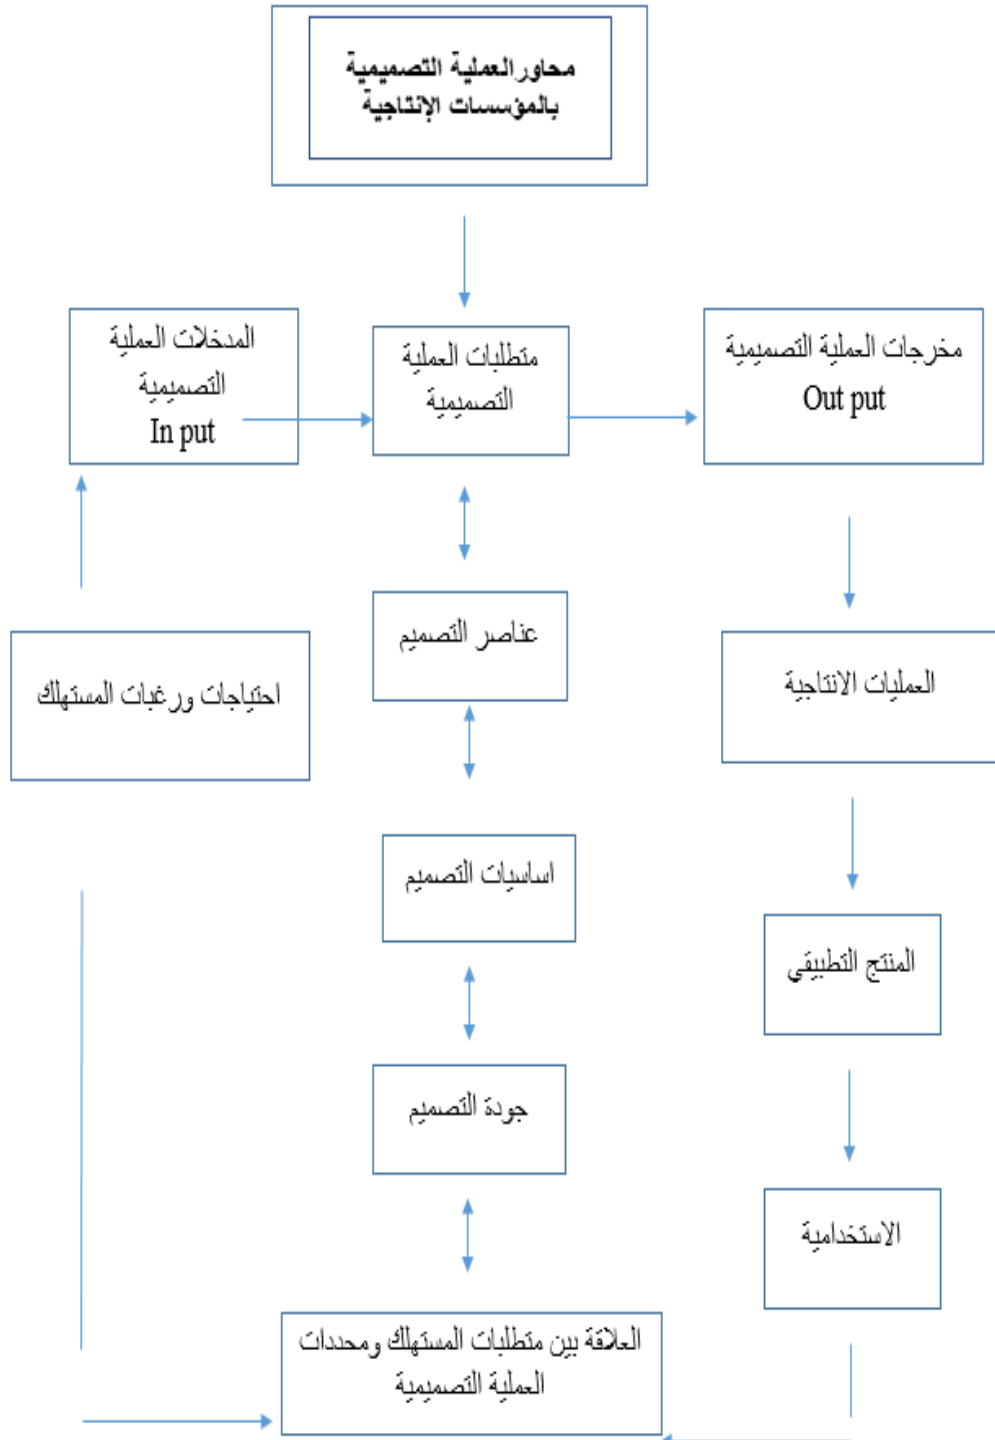 محاور العملية التصميمية
بالمؤسسات الإنتاجية
مخرجات العملية التصميمية
Out put
متطلبات العملية
التصميمية
المدخلات العملية
التصميمية
In put
العمليات الانتاجية
عناصر التصميم
احتياجات ورغبات المستهلك
المنتج التطبيقي
اساسيات التصميم
جودة التصميم
الاستخدامية
العلاقة بين متطلبات المستهلك ومحددات
العملية التصميمية